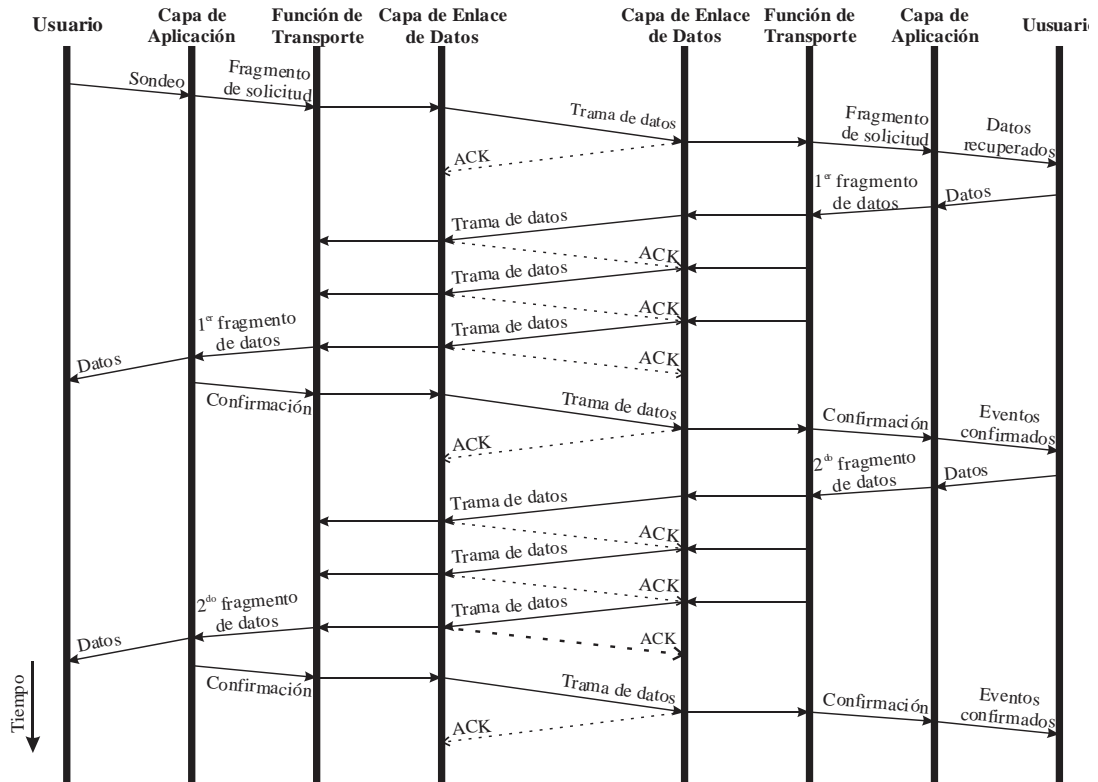 Usuario
Capa de
Aplicación
Función de
Transporte
Capa de Enlace
de Datos
Capa de Enlace
de Datos
Función de
Transporte
Capa de
Aplicación
Uusuari
Sondeo
Fragmento
de solicitud
Trama de datos
ACK
Fragmento
de solicitud
Datos
recuperados
1er fragmento
de datos
Datos
Trama de datos
ACK
Trama de datos
ACK
Trama de datos
ACK
1er fragmento
de datos
Datos
Confirmación
Trama de datos
ACK
Confirmación
Eventos
confirmados
2do fragmento
de datos
Datos
Trama de datos
ACK
Trama de datos
ACK
Trama de datos
ACK
2do fragmento
de datos
Datos
Confirmación
Trama de datos
ACK
Confirmación
Eventos
confirmados
Tiempo